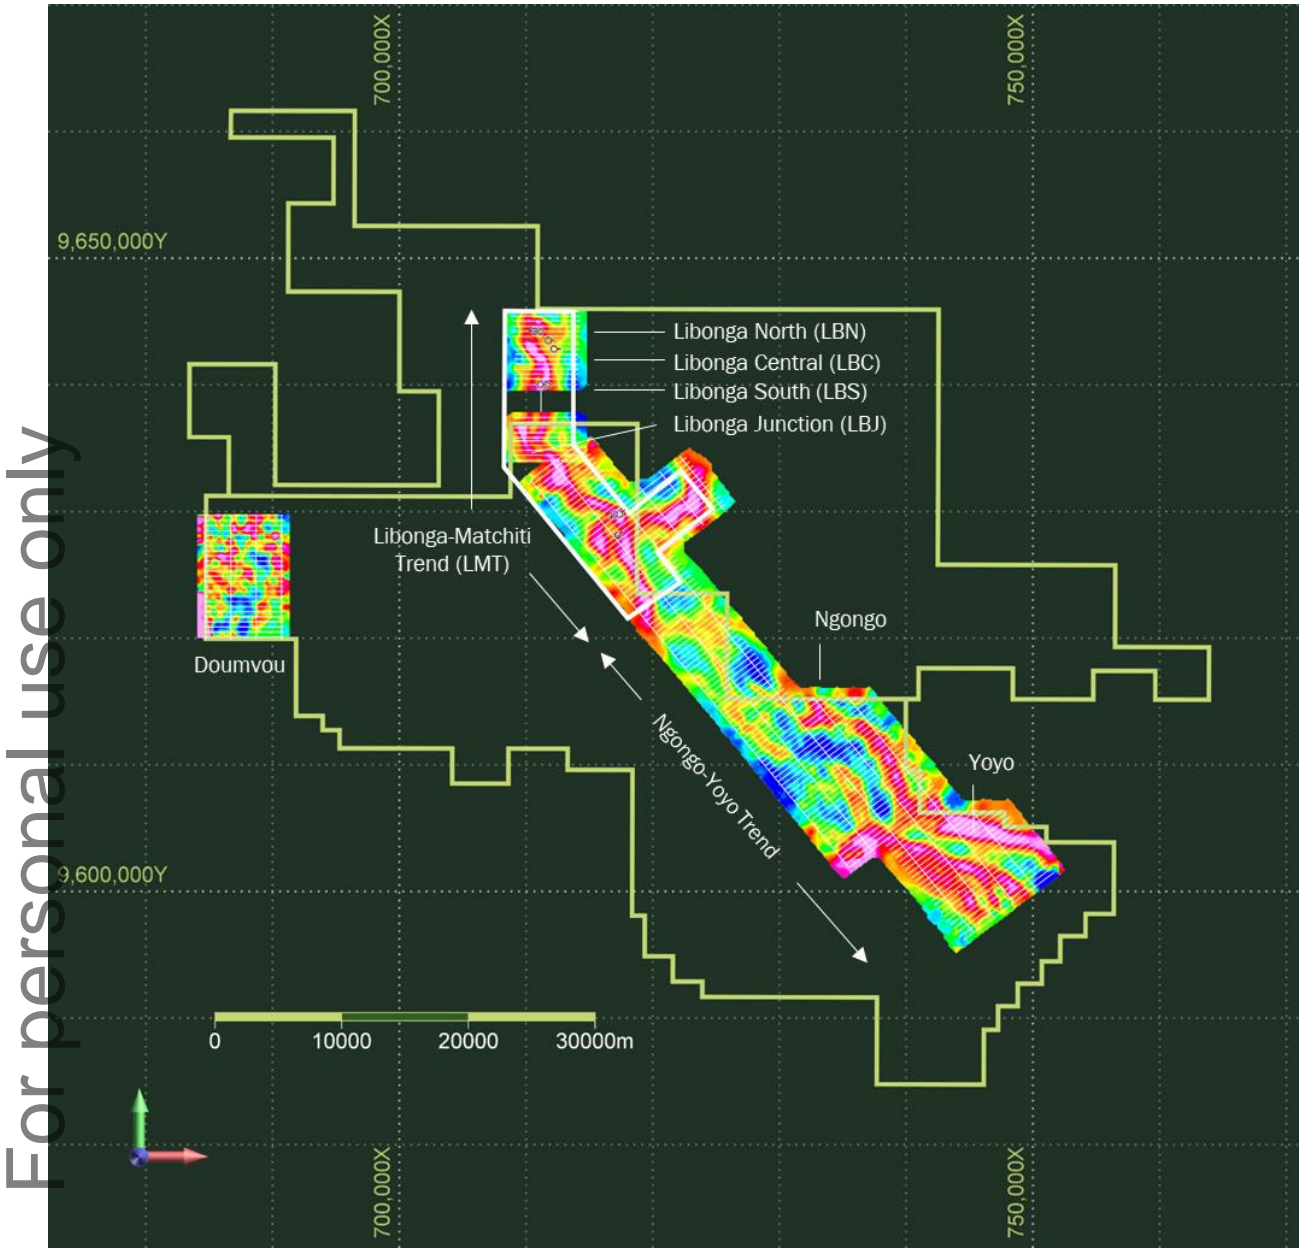 700,000X
750,000X
9,650,000Y
Libonga North (LBN)
Libonga Central (LBC)
Libonga South (LBS)
Libonga Junction (LBJ)
Libonga-Matchiti
Trend (LMT)
Ngongo
Doumvou
Ngongo-Yoyo Trend
Yoyo
9,600,000Y
0 10000 20000 30000m
700,000X
750,000X
For personal use only